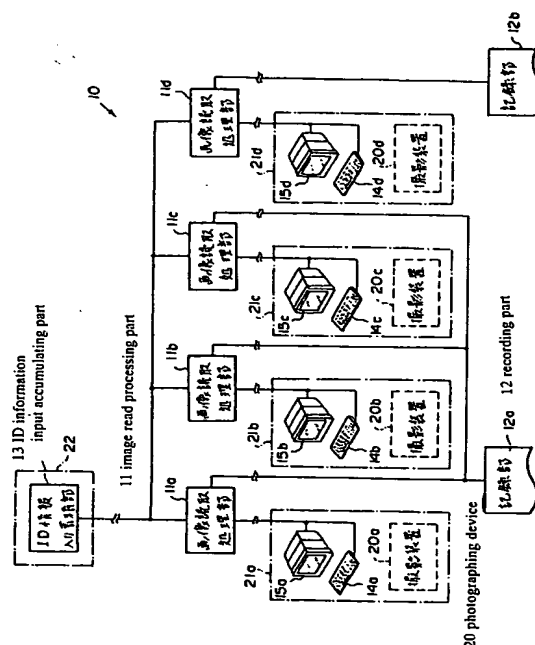 10
13 ID information
input accumulating part
22
ID情報
入力蓄積部
11 image read processing part
11a
画像読取
処理部
11b
画像読取
処理部
11c
画像読取
処理部
11d
画像読取
処理部
21a
15a
14a
20a
撮影装置
21b
15b
14b
20b
撮影装置
21c
15c
14c
20c
撮影装置
21d
15d
14d
20d
撮影装置
20 photographing device
12 recording part
12a
記録部
12b
記録部